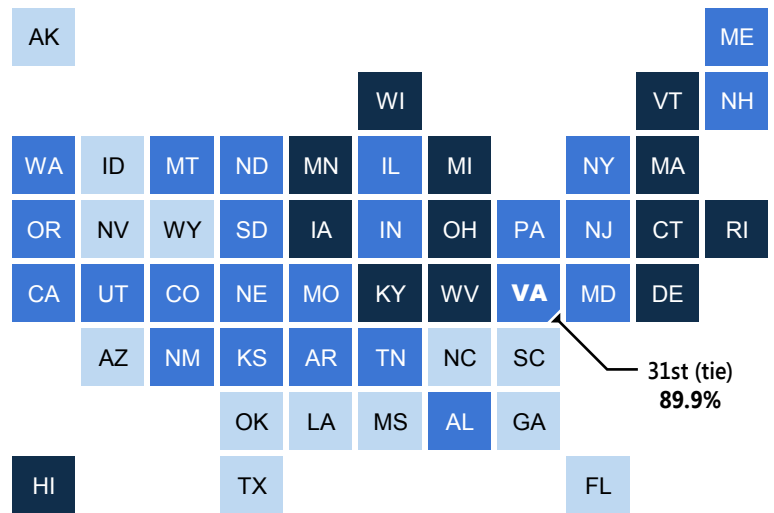 AK ME
WI VT NH
WA ID MT ND MN IL MI NY MA
OR NV WY SD IA IN OH PA NJ CT RI
CA UT CO NE MO KY WV VA MD DE
AZ NM KS AR TN NC SC
31st (tie)
89.9%
OK LA MS AL GA
HI TX FL